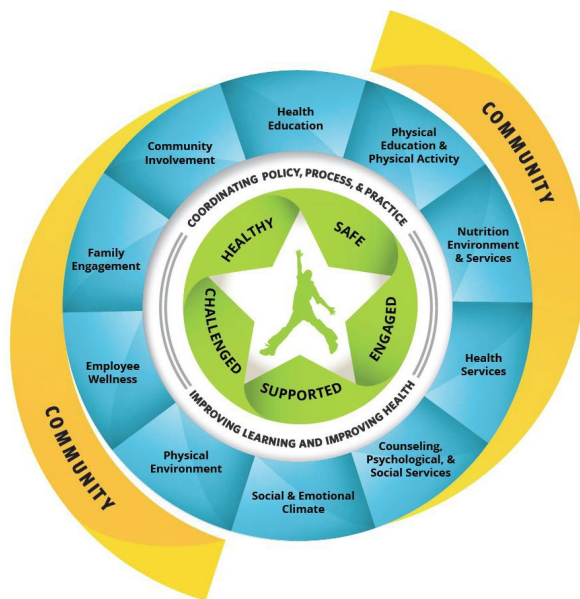 COMMUNITY
Health
Education
Physical
Education &
Physical Activity
Nutrition
Environment
& Services
Health
Services
Counseling,
Psychological, &
Social Services
Social & Emotional
Climate
Physical
Environment
Employee
Wellness
Family
Engagement
Community
Involvement
COORDINATING POLICY, PROCESS, & PRACTICE
IMPROVING LEARNING AND IMPROVING HEALTH
HEALTHY
SAFE
ENGAGED
SUPPORTED
CHALLENGED
COMMUNITY